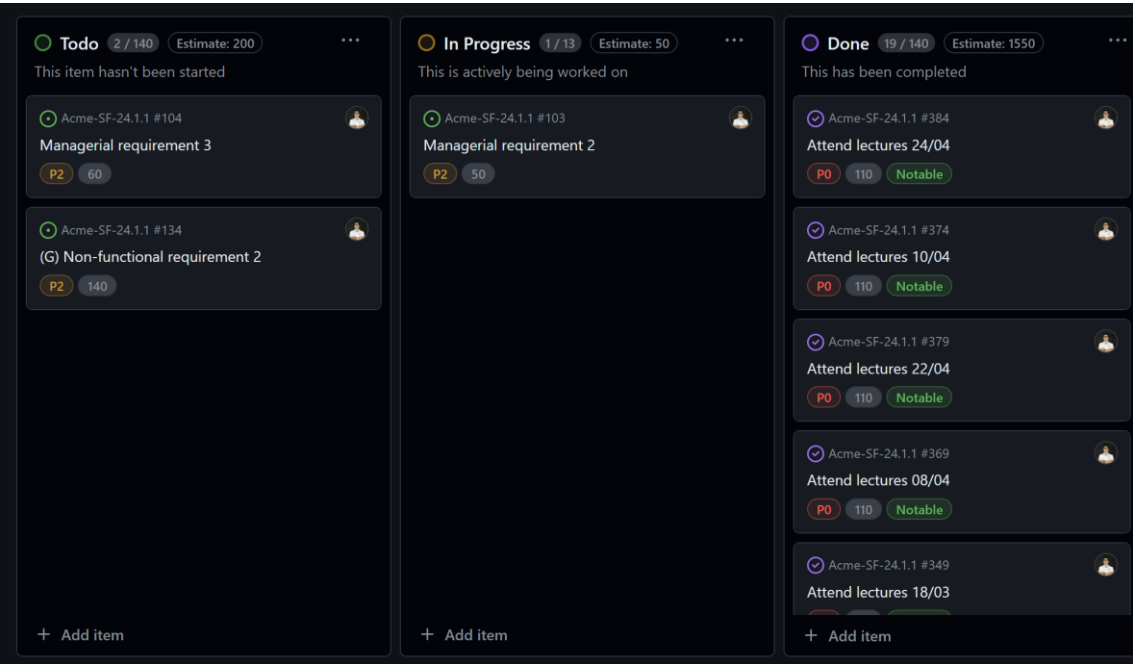 Todo 2 / 140 Estimate: 200
This item hasn't been started
Acme-SF-24.1.1 #104
Managerial requirement 3
P2 60
Acme-SF-24.1.1 #134
(G) Non-functional requirement 2
P2 140
+ Add item
In Progress 1 / 13 Estimate: 50
This is actively being worked on
Acme-SF-24.1.1 #103
Managerial requirement 2
P2 50
+ Add item
Done 19 / 140 Estimate: 1550
This has been completed
Acme-SF-24.1.1 #384
Attend lectures 24/04
P0 110 Notable
Acme-SF-24.1.1 #374
Attend lectures 10/04
P0 110 Notable
Acme-SF-24.1.1 #379
Attend lectures 22/04
P0 110 Notable
Acme-SF-24.1.1 #369
Attend lectures 08/04
P0 110 Notable
Acme-SF-24.1.1 #349
Attend lectures 18/03
+ Add item